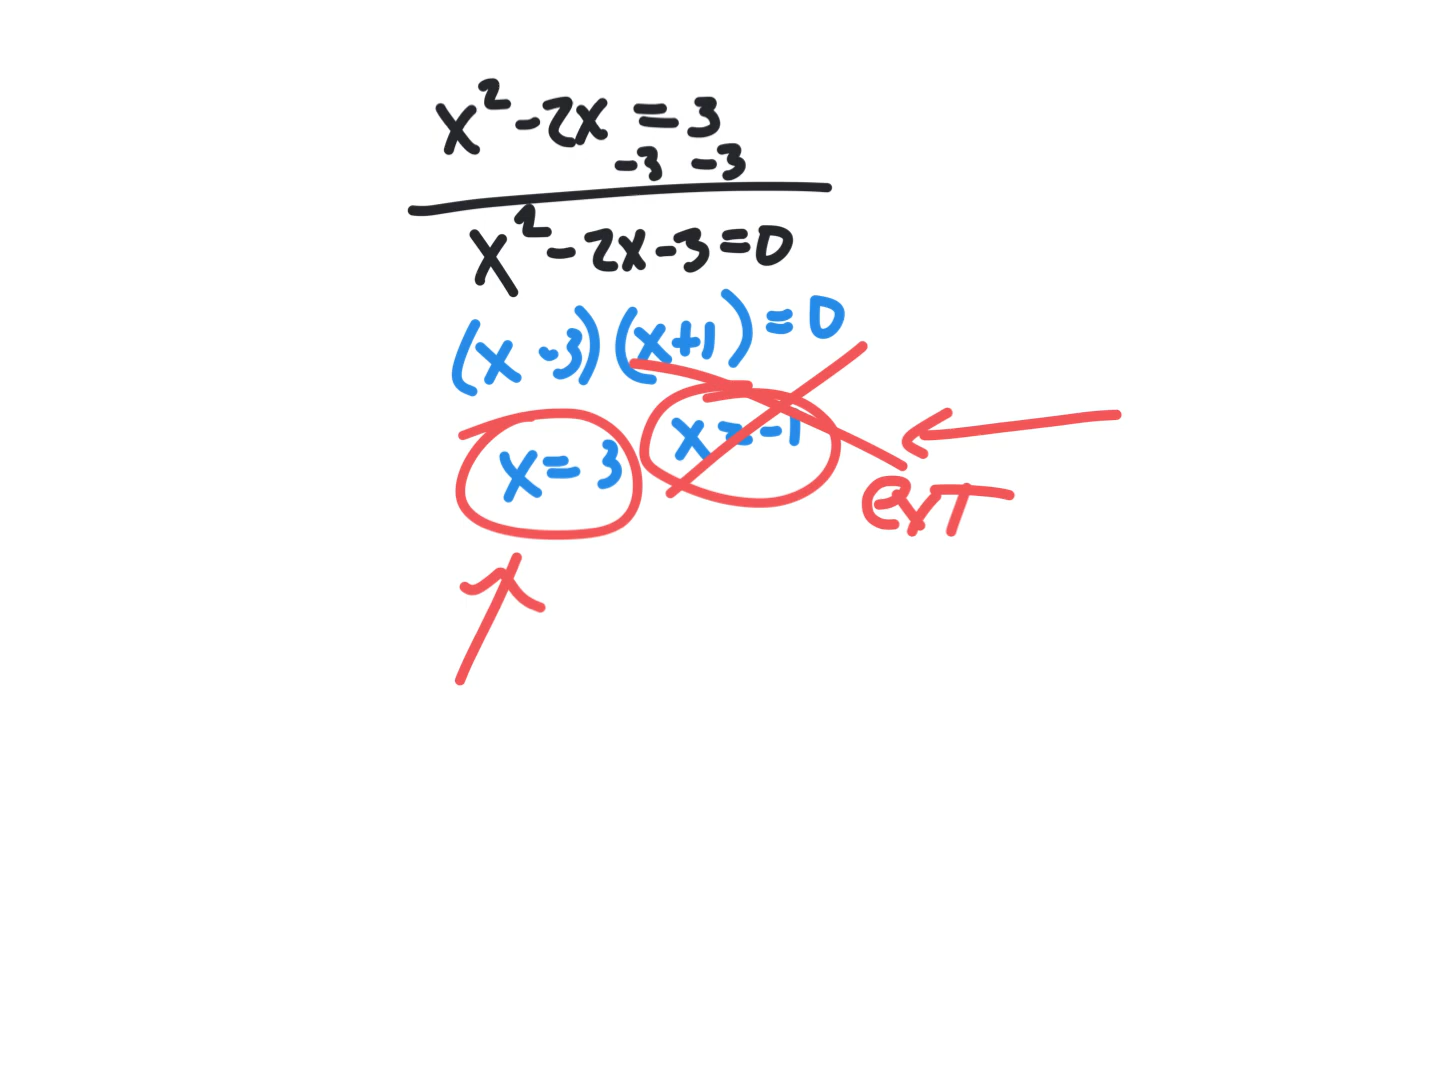 x²-2x=3
-3 -3
x²-2x-3=0
(x-3)(x+1)=0
x=3 x=-1
ext